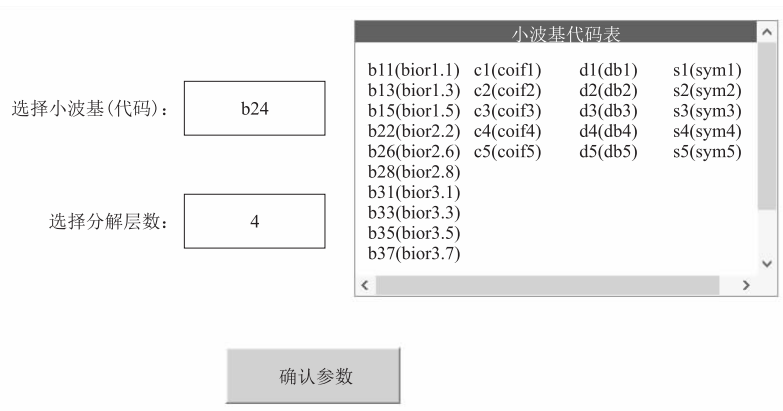 小波基代码表
选择小波基(代码): b24
b11(bior1.1) c1(coif1) d1(db1) s1(sym1)
b13(bior1.3) c2(coif2) d2(db2) s2(sym2)
b15(bior1.5) c3(coif3) d3(db3) s3(sym3)
b22(bior2.2) c4(coif4) d4(db4) s4(sym4)
b26(bior2.6) c5(coif5) d5(db5) s5(sym5)
b28(bior2.8)
b31(bior3.1)
b33(bior3.3)
b35(bior3.5)
b37(bior3.7)
选择分解层数: 4
确认参数